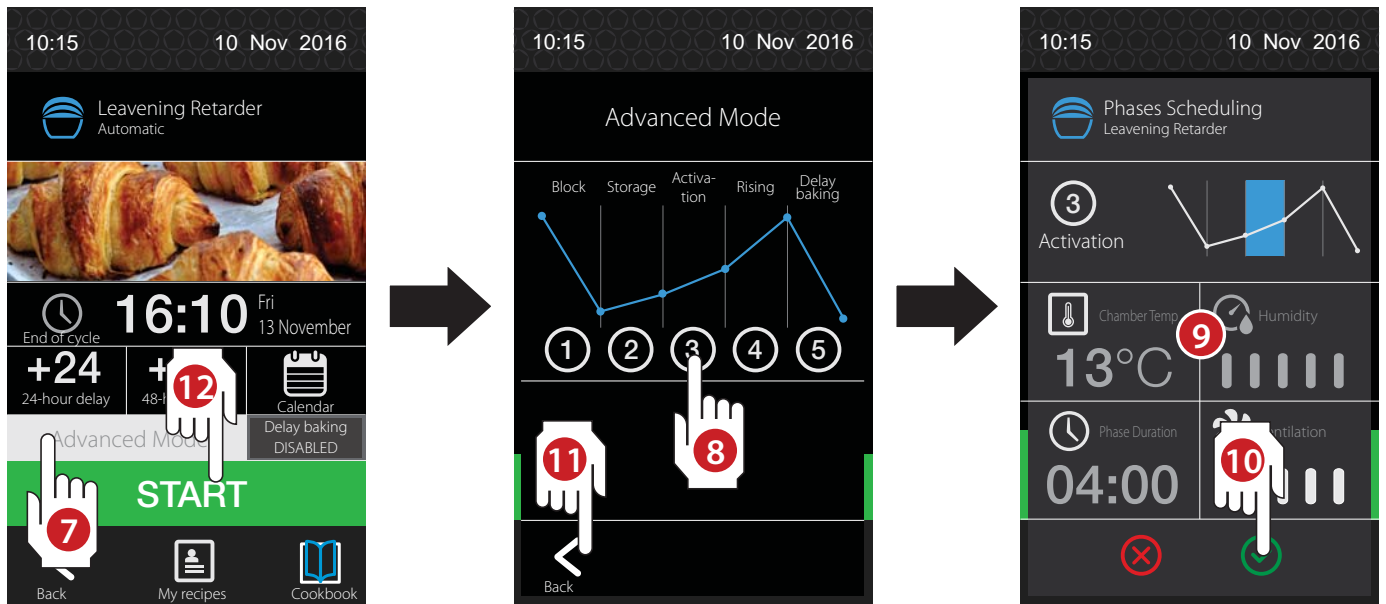 10:15 10 Nov 2016
Leavening Retarder
Automatic
16:10 Fri
13 November
End of cycle
+24
24-hour delay
48-h
Calendar
Advanced Mode
Delay baking
DISABLED
12
START
7
Back
My recipes
Cookbook
10:15 10 Nov 2016
Advanced Mode
Block Storage Activa-
tion Rising Delay
baking
1 2 3 4 5
8
11
Back
10:15 10 Nov 2016
Phases Scheduling
Leavening Retarder
3
Activation
Chamber Temp
9
Humidity
13°C
Phase Duration
entilation
04:00
10